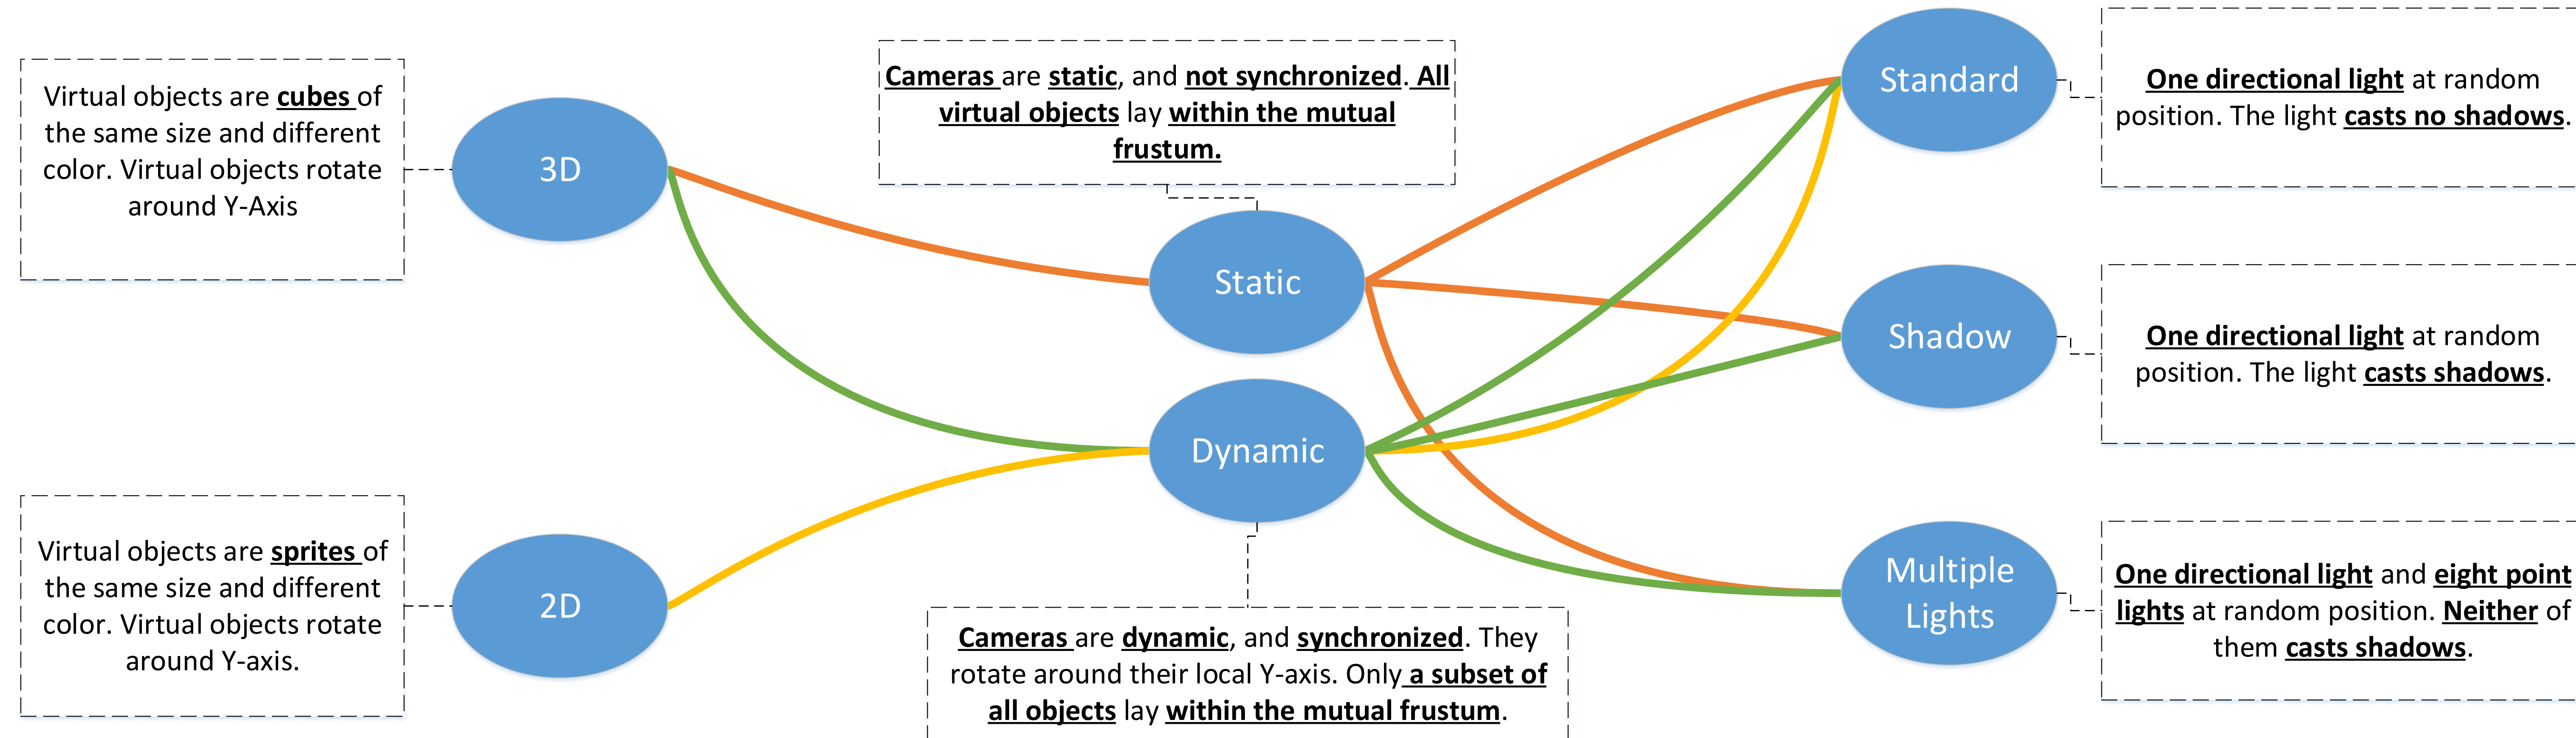 Virtual objects are cubes of
the same size and different
color. Virtual objects rotate
around Y-Axis
3D
Cameras are static, and not synchronized. All
virtual objects lay within the mutual
frustum.
Static
Standard
One directional light at random
position. The light casts no shadows.
Shadow
One directional light at random
position. The light casts shadows.
Dynamic
Virtual objects are sprites of
the same size and different
color. Virtual objects rotate
around Y-axis.
2D
Cameras are dynamic, and synchronized. They
rotate around their local Y-axis. Only a subset of
all objects lay within the mutual frustum.
Multiple
Lights
One directional light and eight point
lights at random position. Neither of
them casts shadows.